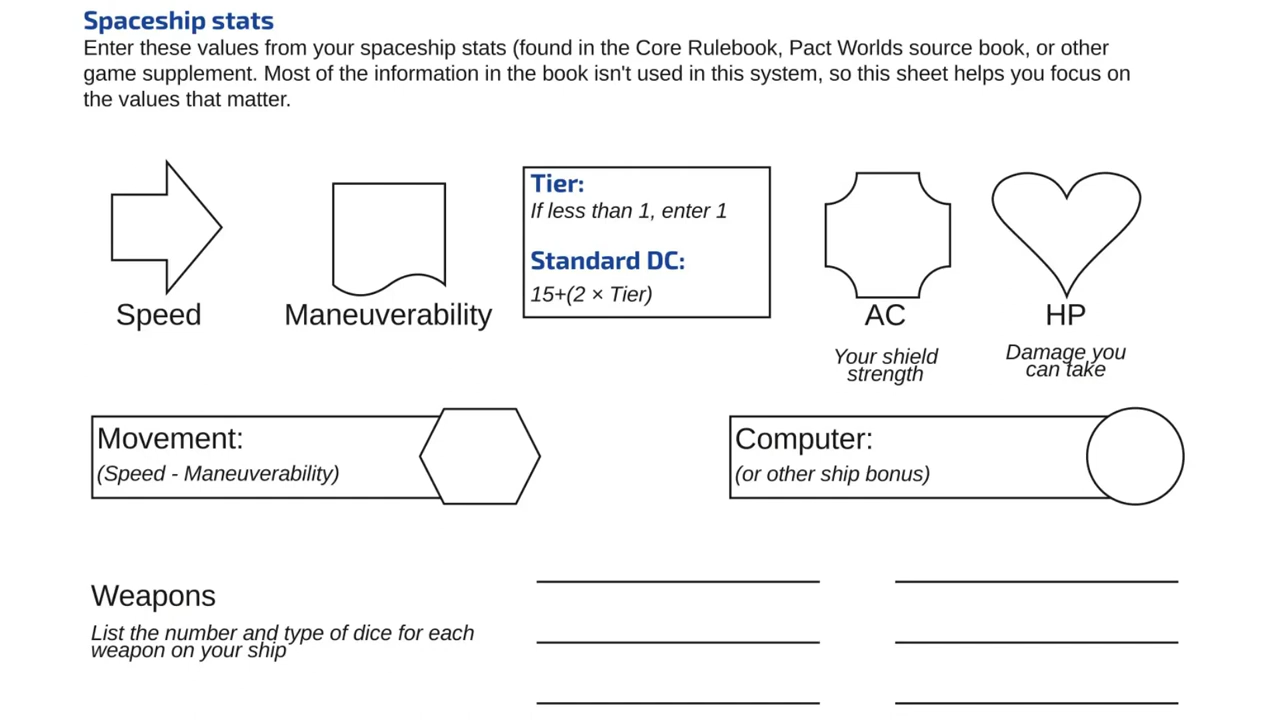 Spaceship stats
Enter these values from your spaceship stats (found in the Core Rulebook, Pact Worlds source book, or other
game supplement. Most of the information in the book isn't used in this system, so this sheet helps you focus on
the values that matter.
Tier:
If less than 1, enter 1
Standard DC:
15+(2 × Tier)
Speed
Maneuverability
AC
HP
Your shield
strength
Damage you
can take
Movement:
(Speed - Maneuverability)
Computer:
(or other ship bonus)
Weapons
List the number and type of dice for each
weapon on your ship